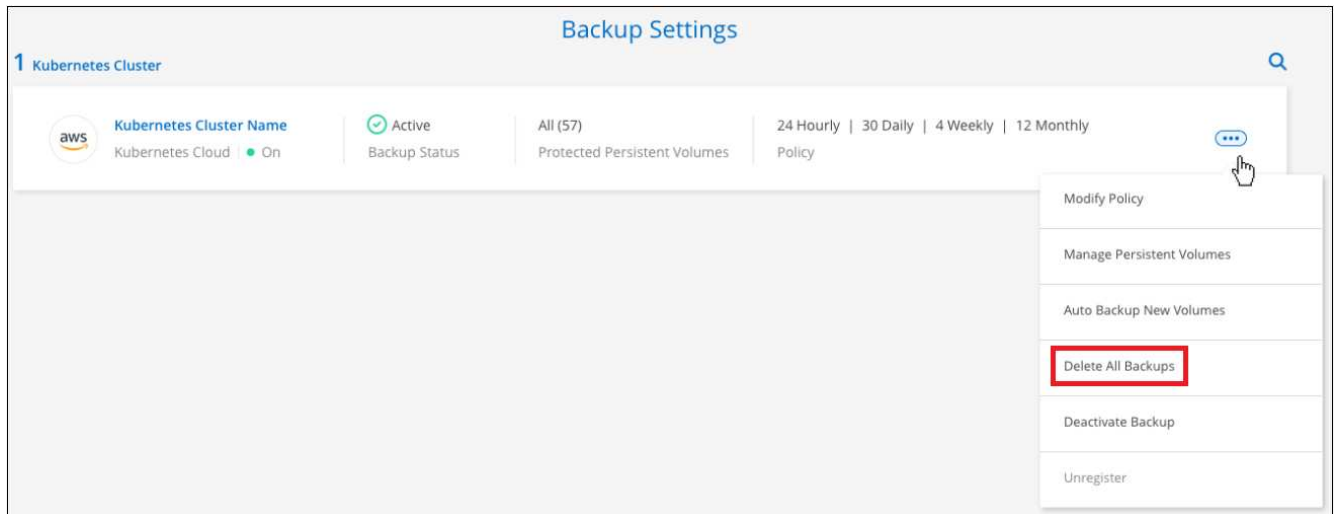 Backup Settings
1 Kubernetes Cluster
aws
Kubernetes Cluster Name
Kubernetes Cloud
On
Active
Backup Status
All (57)
Protected Persistent Volumes
24 Hourly | 30 Daily | 4 Weekly | 12 Monthly
Policy
Modify Policy
Manage Persistent Volumes
Auto Backup New Volumes
Delete All Backups
Deactivate Backup
Unregister